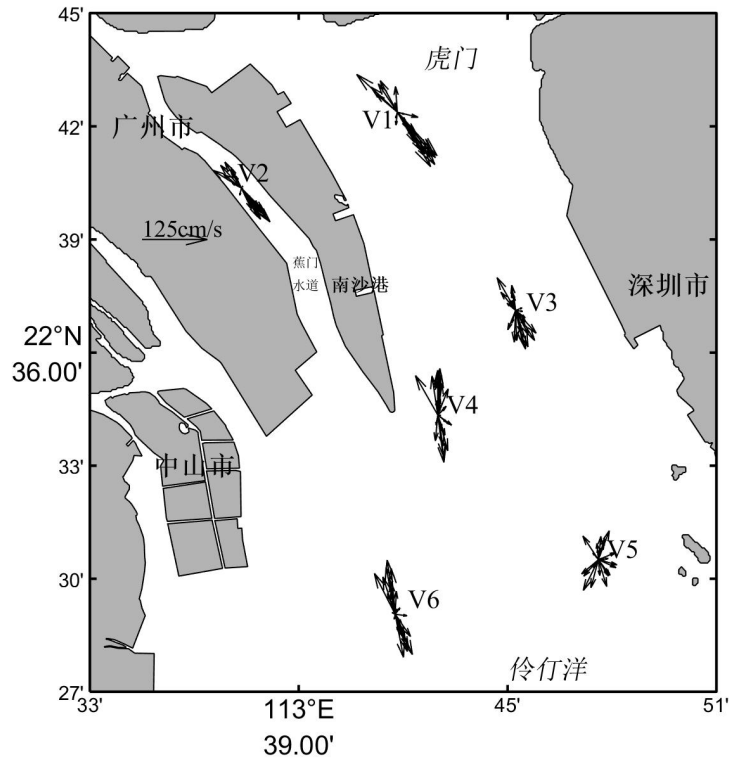 45'
虎门
V1
42'
广州市
V2
125cm/s
39'
蕉门
水道
南沙港
深圳市
V3
22°N
36.00'
V4
33'
中山市
V5
30'
V6
伶仃洋
27'
33'
113°E
39.00'
45'
51'